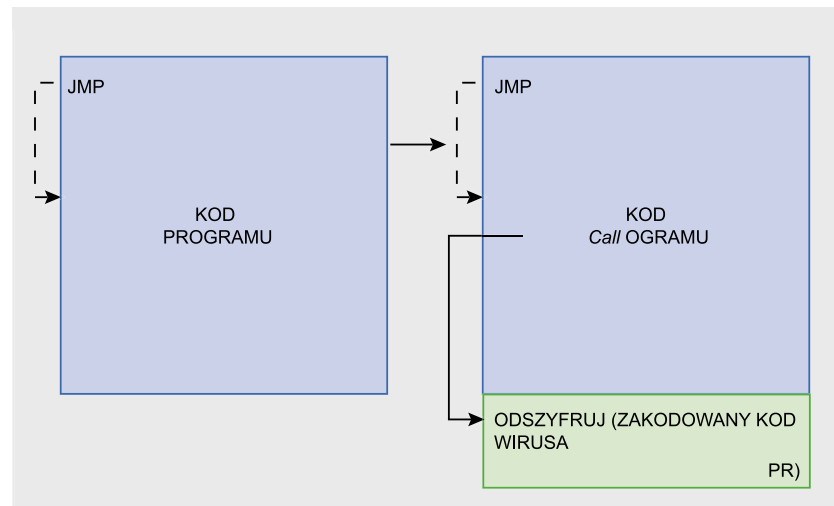 JMP
KOD
PROGRAMU
JMP
KOD
Call OGRAMU
ODSZYFRUJ (ZAKODOWANY KOD
WIRUSA
PR)